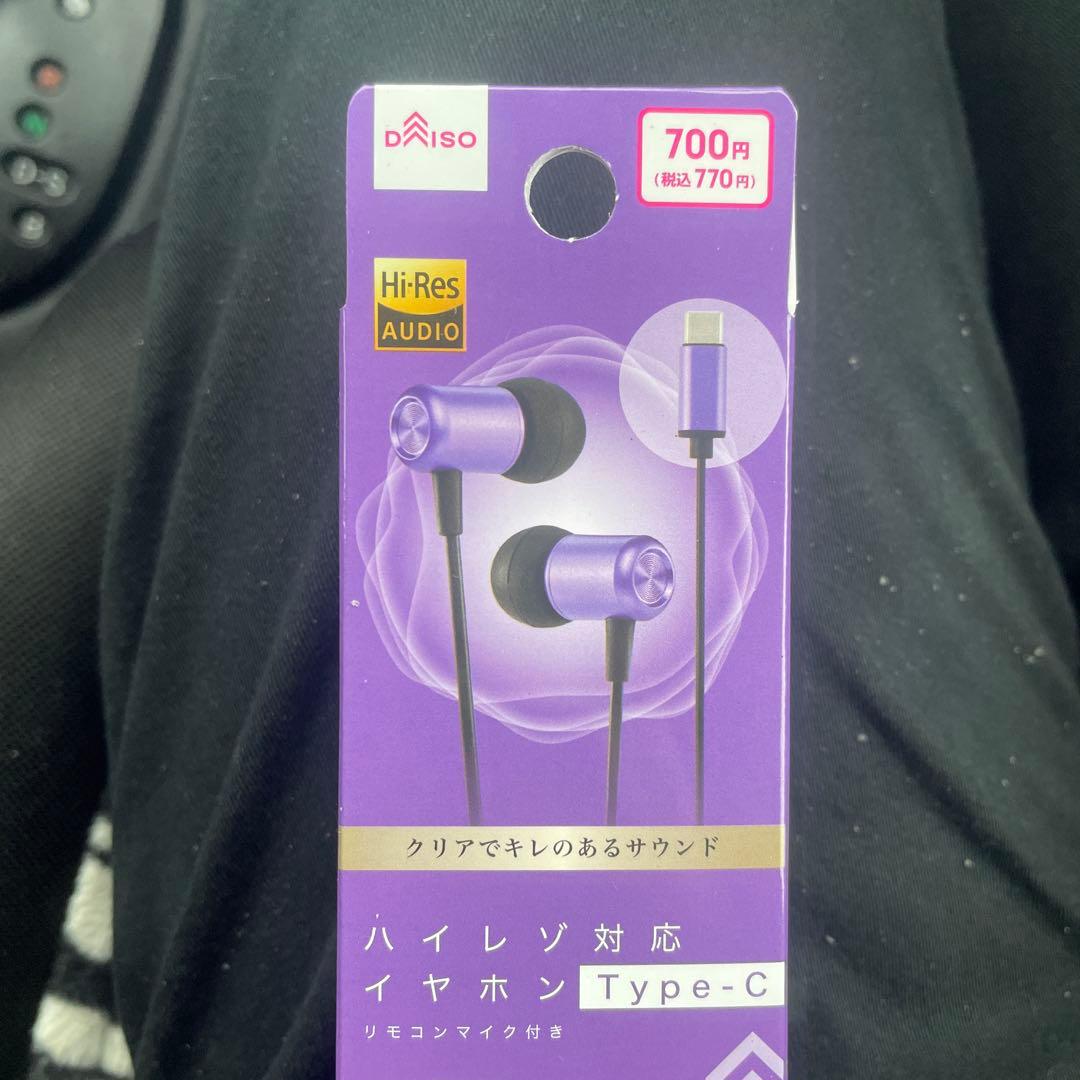 DAISO
700円
(税込770円)
Hi-Res
AUDIO
クリアでキレのあるサウンド
ハイレゾ対応
イヤホン Type-C
リモコンマイク付き